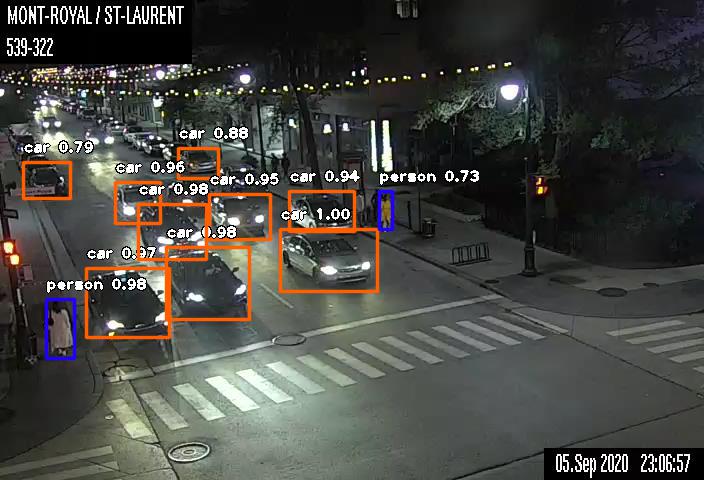 MONT-ROYAL / ST-LAURENT
539-322
car 0.88
car 0.79
car 0.96
car 0.95
car 0.94
person 0.73
car 0.98
car 1.00
car 0.98
car 0.97
person 0.98
05.Sep 2020 23:06:57